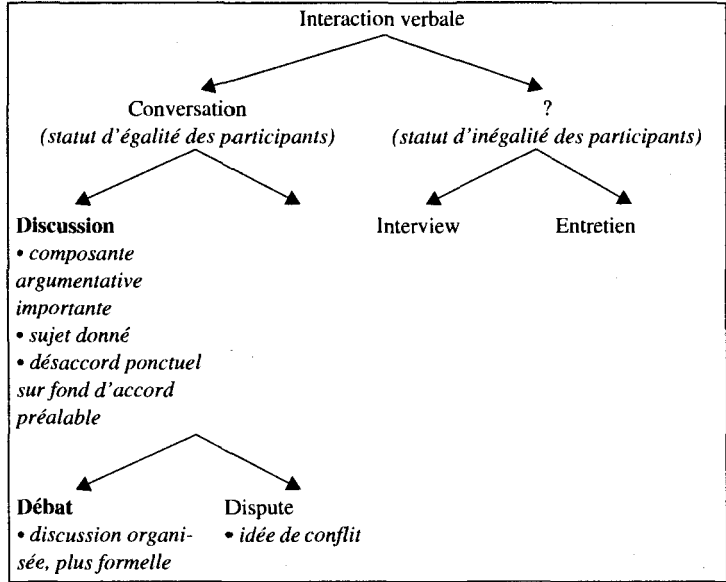 Interaction verbale
Conversation
(statut d'égalité des participants)
?
(statut d'inégalité des participants)
Discussion
• composante
argumentative
importante
• sujet donné
• désaccord ponctuel
sur fond d'accord
préalable
Interview
Entretien
Débat
• discussion organi-
sée, plus formelle
Dispute
• idée de conflit